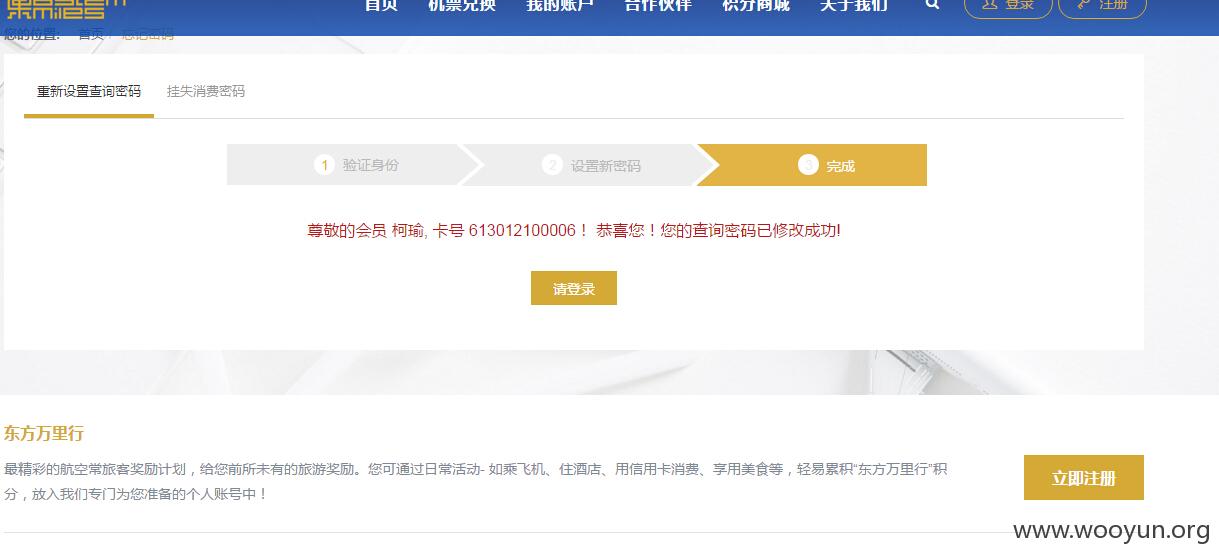 首页 机票兑换 我的账户 合作伙伴 积分商城 关于我们 登录 注册
您的位置： 首页 / 忘记密码
重新设置查询密码 挂失消费密码
1 验证身份 2 设置新密码 3 完成
尊敬的会员 柯瑜, 卡号 613012100006！ 恭喜您！您的查询密码已修改成功!
请登录
东方万里行
最精彩的航空常旅客奖励计划，给您前所未有的旅游奖励。您可通过日常活动- 如乘飞机、住酒店、用信用卡消费、享用美食等，轻易累积“东方万里行”积
分，放入我们专门为您准备的个人账号中！
立即注册
www.wooyun.org